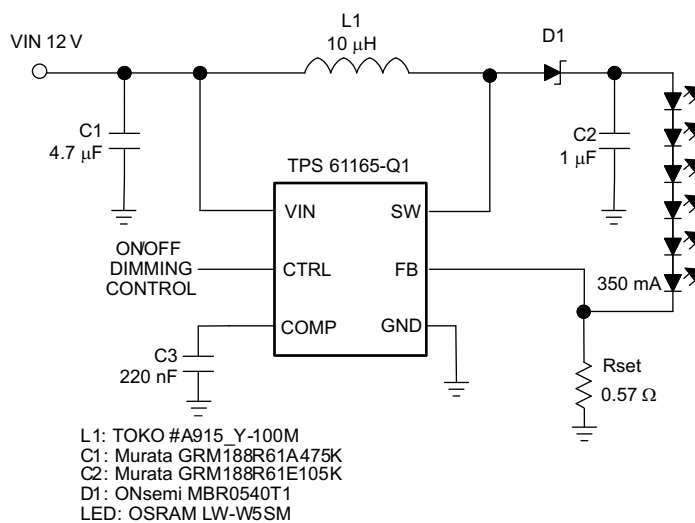 VIN 12 V
L1
10 μH
D1
C1
4.7 μF
C2
1 μF
TPS 61165-Q1
VIN
SW
ON/OFF
DIMMING
CONTROL
CTRL
FB
350 mA
COMP
GND
C3
220 nF
Rset
0.57 Ω
L1: TOKO #A915_Y-100M
C1: Murata GRM188R61A475K
C2: Murata GRM188R61E105K
D1: ONsemi MBR0540T1
LED: OSRAM LW-W5SM